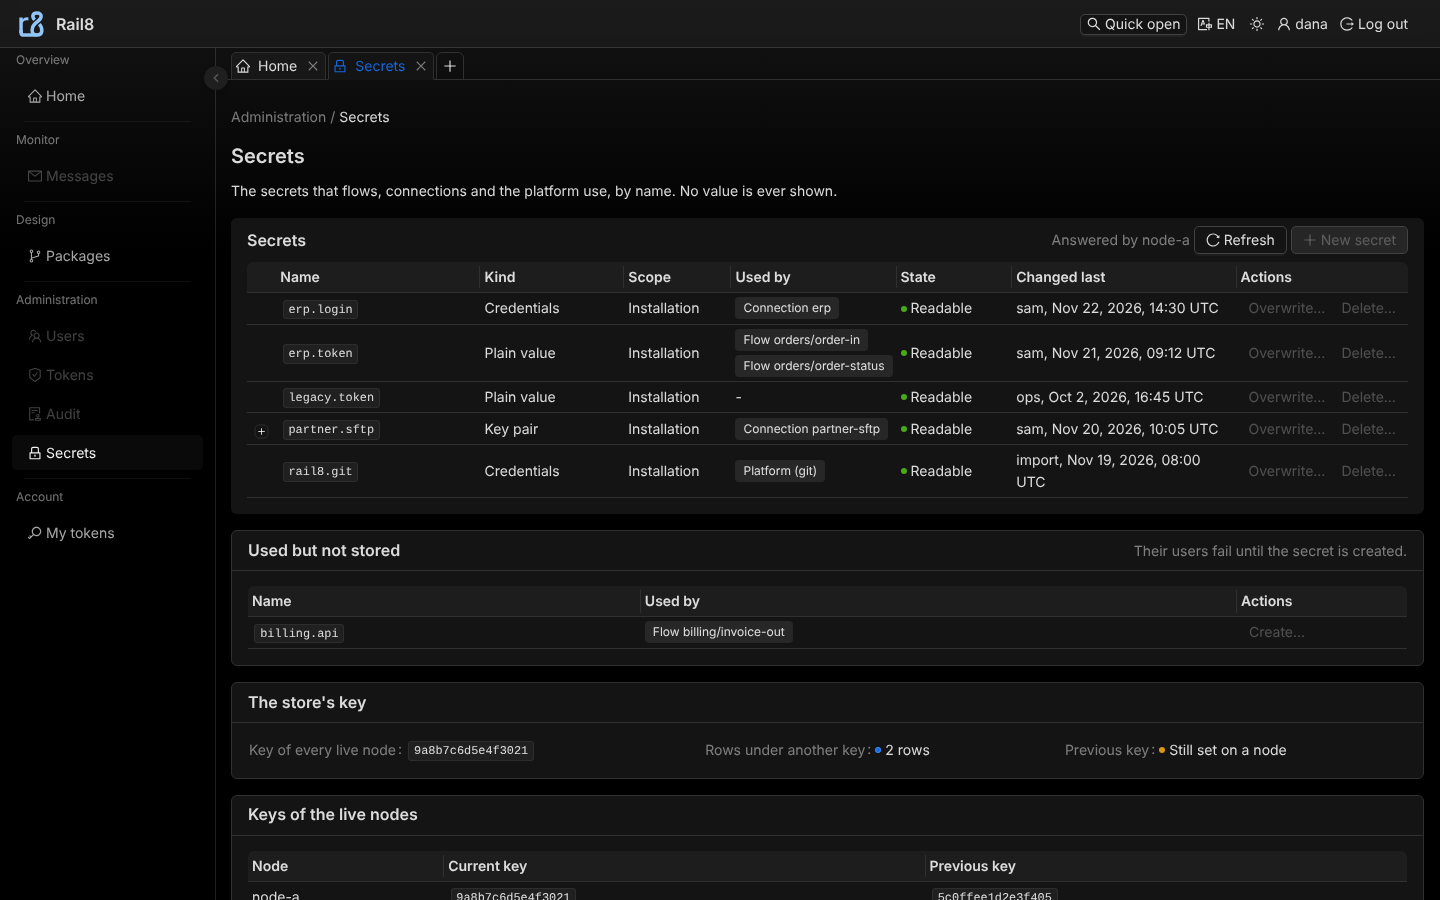 Rail8
Quick open
EN
dana
Log out
Overview
Home
Monitor
Messages
Design
Packages
Administration
Users
Tokens
Audit
Secrets
Account
My tokens
Home
Secrets
Administration / Secrets
Secrets
The secrets that flows, connections and the platform use, by name. No value is ever shown.
Secrets
Answered by node-a
Refresh
New secret
Name Kind Scope Used by State Changed last Actions
erp.login Credentials Installation Connection erp Readable sam, Nov 22, 2026, 14:30 UTC Overwrite... Delete...
erp.token Plain value Installation Flow orders/order-in Flow orders/order-status Readable sam, Nov 21, 2026, 09:12 UTC Overwrite... Delete...
legacy.token Plain value Installation - Readable ops, Oct 2, 2026, 16:45 UTC Overwrite... Delete...
partner.sftp Key pair Installation Connection partner-sftp Readable sam, Nov 20, 2026, 10:05 UTC Overwrite... Delete...
rail8.git Credentials Installation Platform (git) Readable import, Nov 19, 2026, 08:00 UTC Overwrite... Delete...
Used but not stored
Their users fail until the secret is created.
Name Used by Actions
billing.api Flow billing/invoice-out Create...
The store's key
Key of every live node: 9a8b7c6d5e4f3021
Rows under another key: 2 rows
Previous key: Still set on a node
Keys of the live nodes
Node Current key Previous key
node-a 9a8b7c6d5e4f3021 5c0ffee1d2e3f405